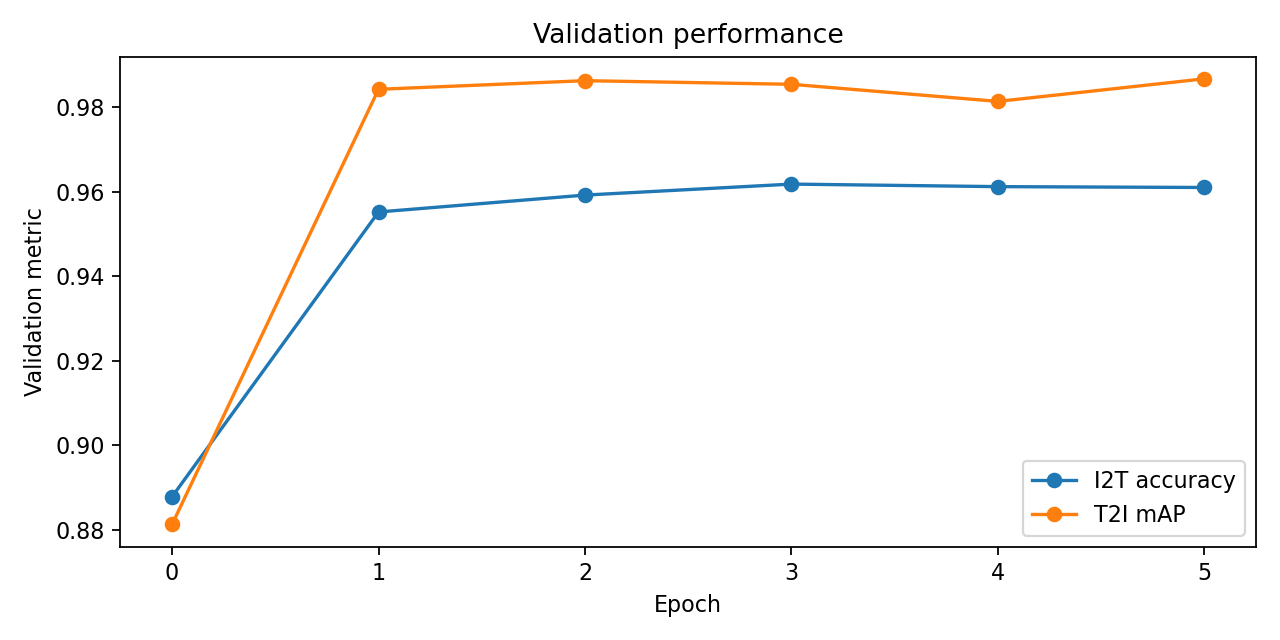 Validation performance
Validation metric
0.98
0.96
0.94
0.92
0.90
0.88
I2T accuracy
T2I mAP
0 1 2 3 4 5
Epoch